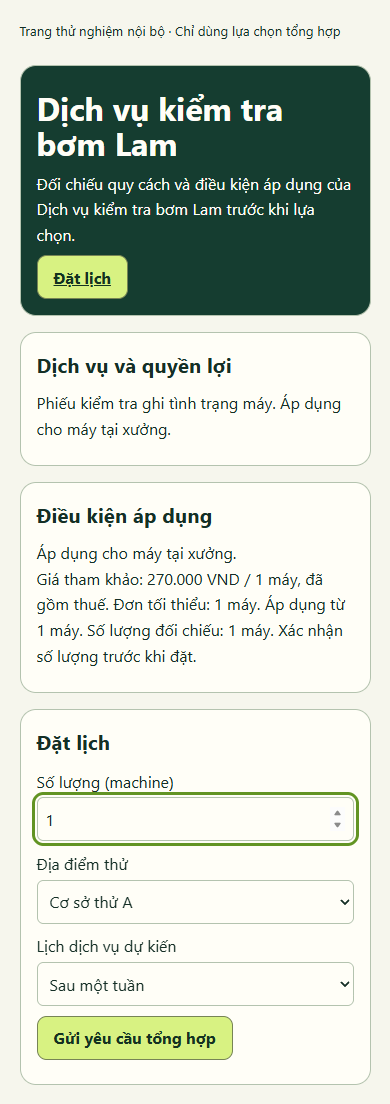 Trang thử nghiệm nội bộ · Chỉ dùng lựa chọn tổng hợp
Dịch vụ kiểm tra
bơm Lam
Đối chiếu quy cách và điều kiện áp dụng của
Dịch vụ kiểm tra bơm Lam trước khi lựa
chọn.
Đặt lịch
Dịch vụ và quyền lợi
Phiếu kiểm tra ghi tình trạng máy. Áp dụng
cho máy tại xưởng.
Điều kiện áp dụng
Áp dụng cho máy tại xưởng.
Giá tham khảo: 270.000 VND / 1 máy, đã
gồm thuế. Đơn tối thiểu: 1 máy. Áp dụng từ
1 máy. Số lượng đối chiếu: 1 máy. Xác nhận
số lượng trước khi đặt.
Đặt lịch
Số lượng (machine)
1
Địa điểm thử
Cơ sở thử A
Lịch dịch vụ dự kiến
Sau một tuần
Gửi yêu cầu tổng hợp